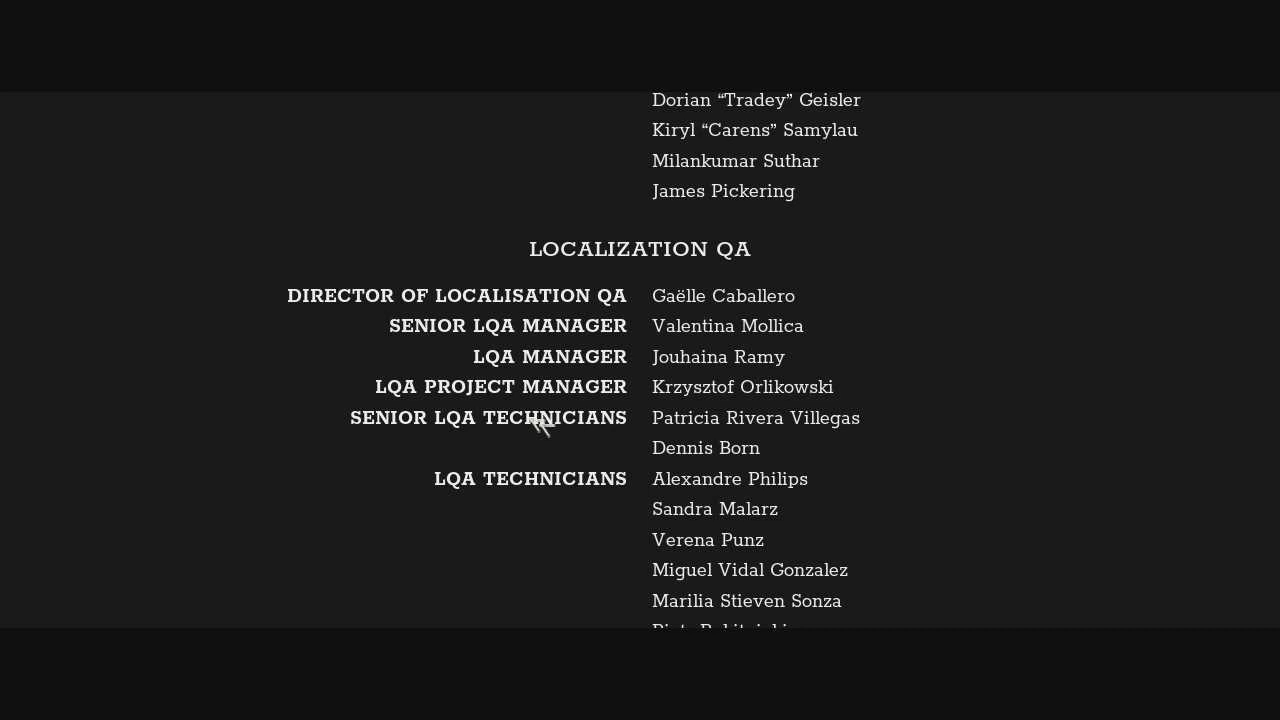 Dorian “Tradey” Geisler
Kiryl “Carens” Samylau
Milankumar Suthar
James Pickering
LOCALIZATION QA
DIRECTOR OF LOCALISATION QA Gaëlle Caballero
SENIOR LQA MANAGER Valentina Mollica
LQA MANAGER Jouhaina Ramy
LQA PROJECT MANAGER Krzysztof Orlikowski
SENIOR LQA TECHNICIANS Patricia Rivera Villegas
Dennis Born
LQA TECHNICIANS Alexandre Philips
Sandra Malarz
Verena Punz
Miguel Vidal Gonzalez
Marilia Stieven Sonza